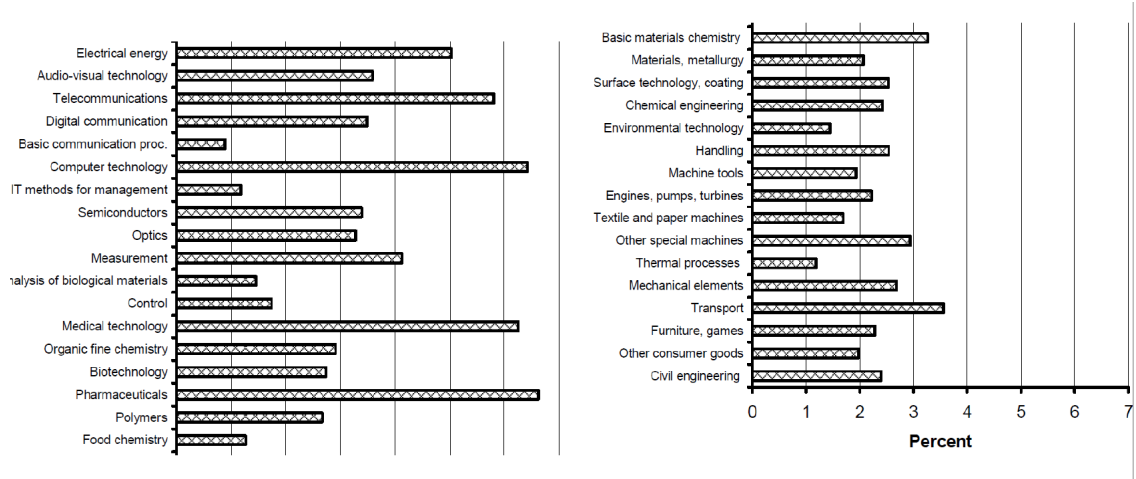 Electrical energy
Audio-visual technology
Telecommunications
Digital communication
Basic communication proc.
Computer technology
IT methods for management
Semiconductors
Optics
Measurement
nalysis of biological materials
Control
Medical technology
Organic fine chemistry
Biotechnology
Pharmaceuticals
Polymers
Food chemistry
Basic materials chemistry
Materials, metallurgy
Surface technology, coating
Chemical engineering
Environmental technology
Handling
Machine tools
Engines, pumps, turbines
Textile and paper machines
Other special machines
Thermal processes
Mechanical elements
Transport
Furniture, games
Other consumer goods
Civil engineering
0 1 2 3 4 5 6 7
Percent